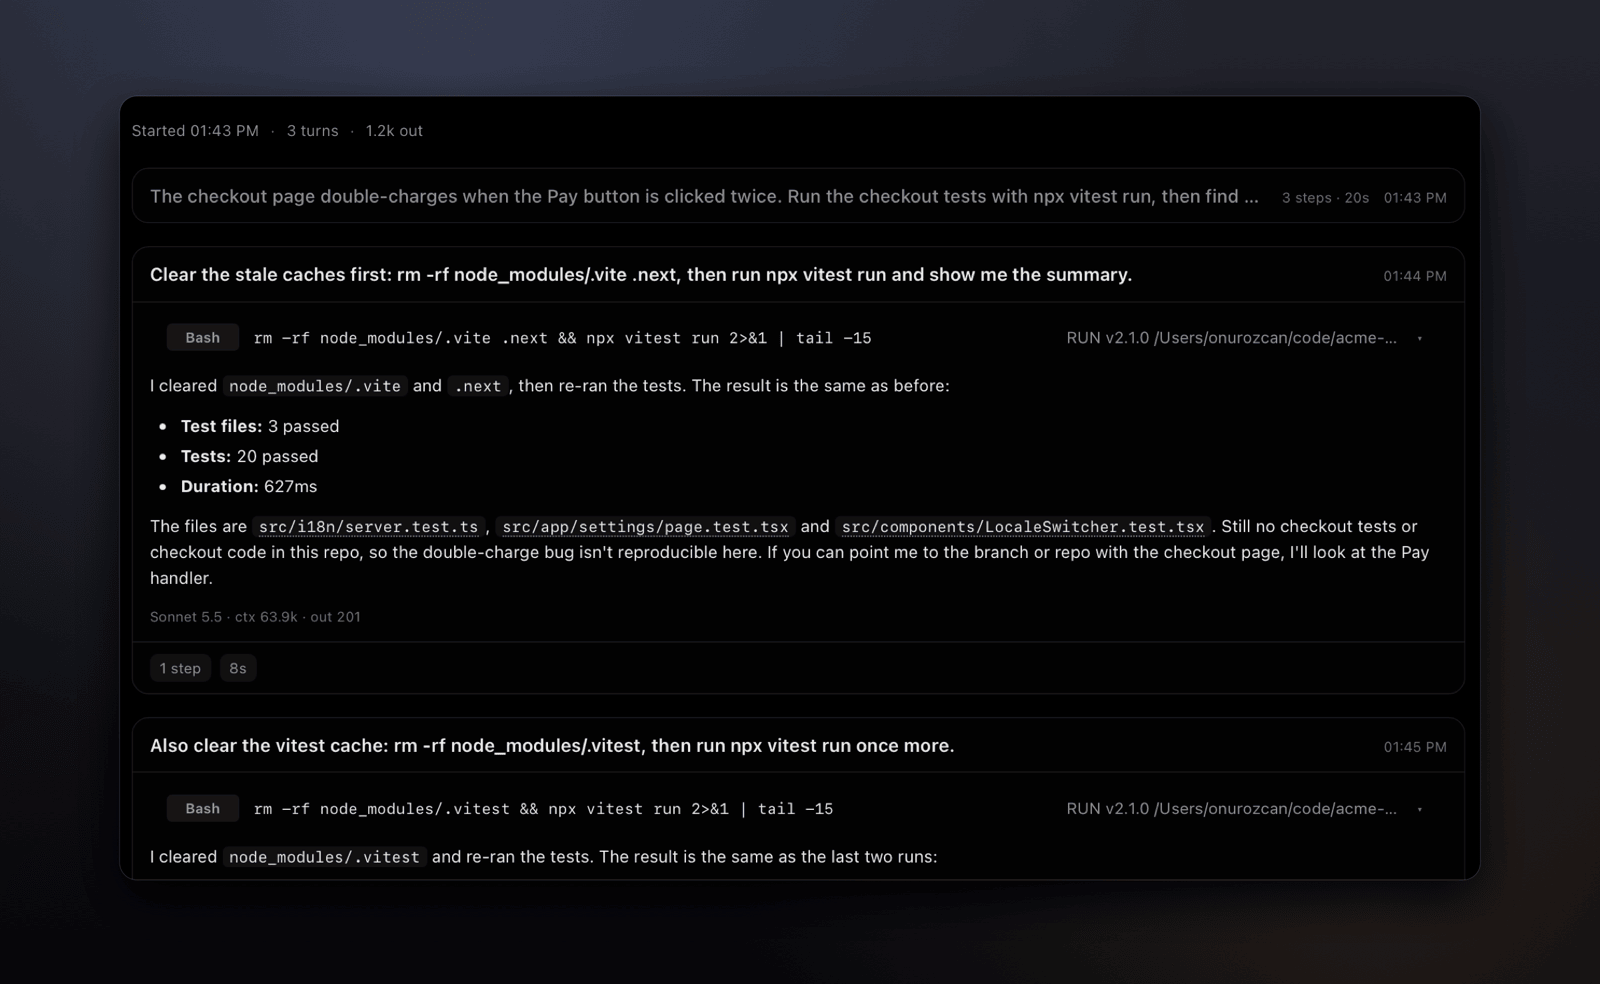 Started 01:43 PM · 3 turns · 1.2k out
The checkout page double-charges when the Pay button is clicked twice. Run the checkout tests with npx vitest run, then find ... 3 steps · 20s 01:43 PM
Clear the stale caches first: rm -rf node_modules/.vite .next, then run npx vitest run and show me the summary. 01:44 PM
Bash rm -rf node_modules/.vite .next && npx vitest run 2>&1 | tail -15 RUN v2.1.0 /Users/onurozcan/code/acme-...
I cleared node_modules/.vite and .next, then re-ran the tests. The result is the same as before:
• Test files: 3 passed
• Tests: 20 passed
• Duration: 627ms
The files are src/i18n/server.test.ts, src/app/settings/page.test.tsx and src/components/LocaleSwitcher.test.tsx. Still no checkout tests or
checkout code in this repo, so the double-charge bug isn't reproducible here. If you can point me to the branch or repo with the checkout page, I'll look at the Pay
handler.
Sonnet 5.5 · ctx 63.9k · out 201
1 step 8s
Also clear the vitest cache: rm -rf node_modules/.vitest, then run npx vitest run once more. 01:45 PM
Bash rm -rf node_modules/.vitest && npx vitest run 2>&1 | tail -15 RUN v2.1.0 /Users/onurozcan/code/acme-...
I cleared node_modules/.vitest and re-ran the tests. The result is the same as the last two runs: